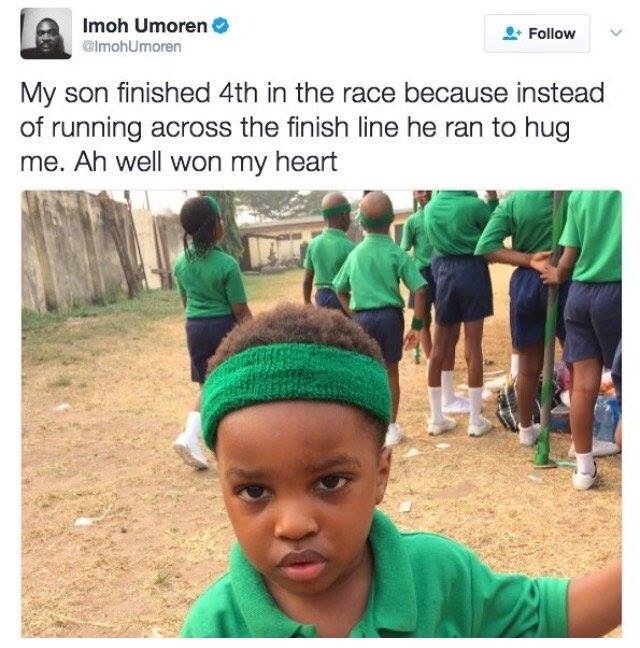 Imoh Umoren
@ImohUmoren
Follow
My son finished 4th in the race because instead
of running across the finish line he ran to hug
me. Ah well won my heart